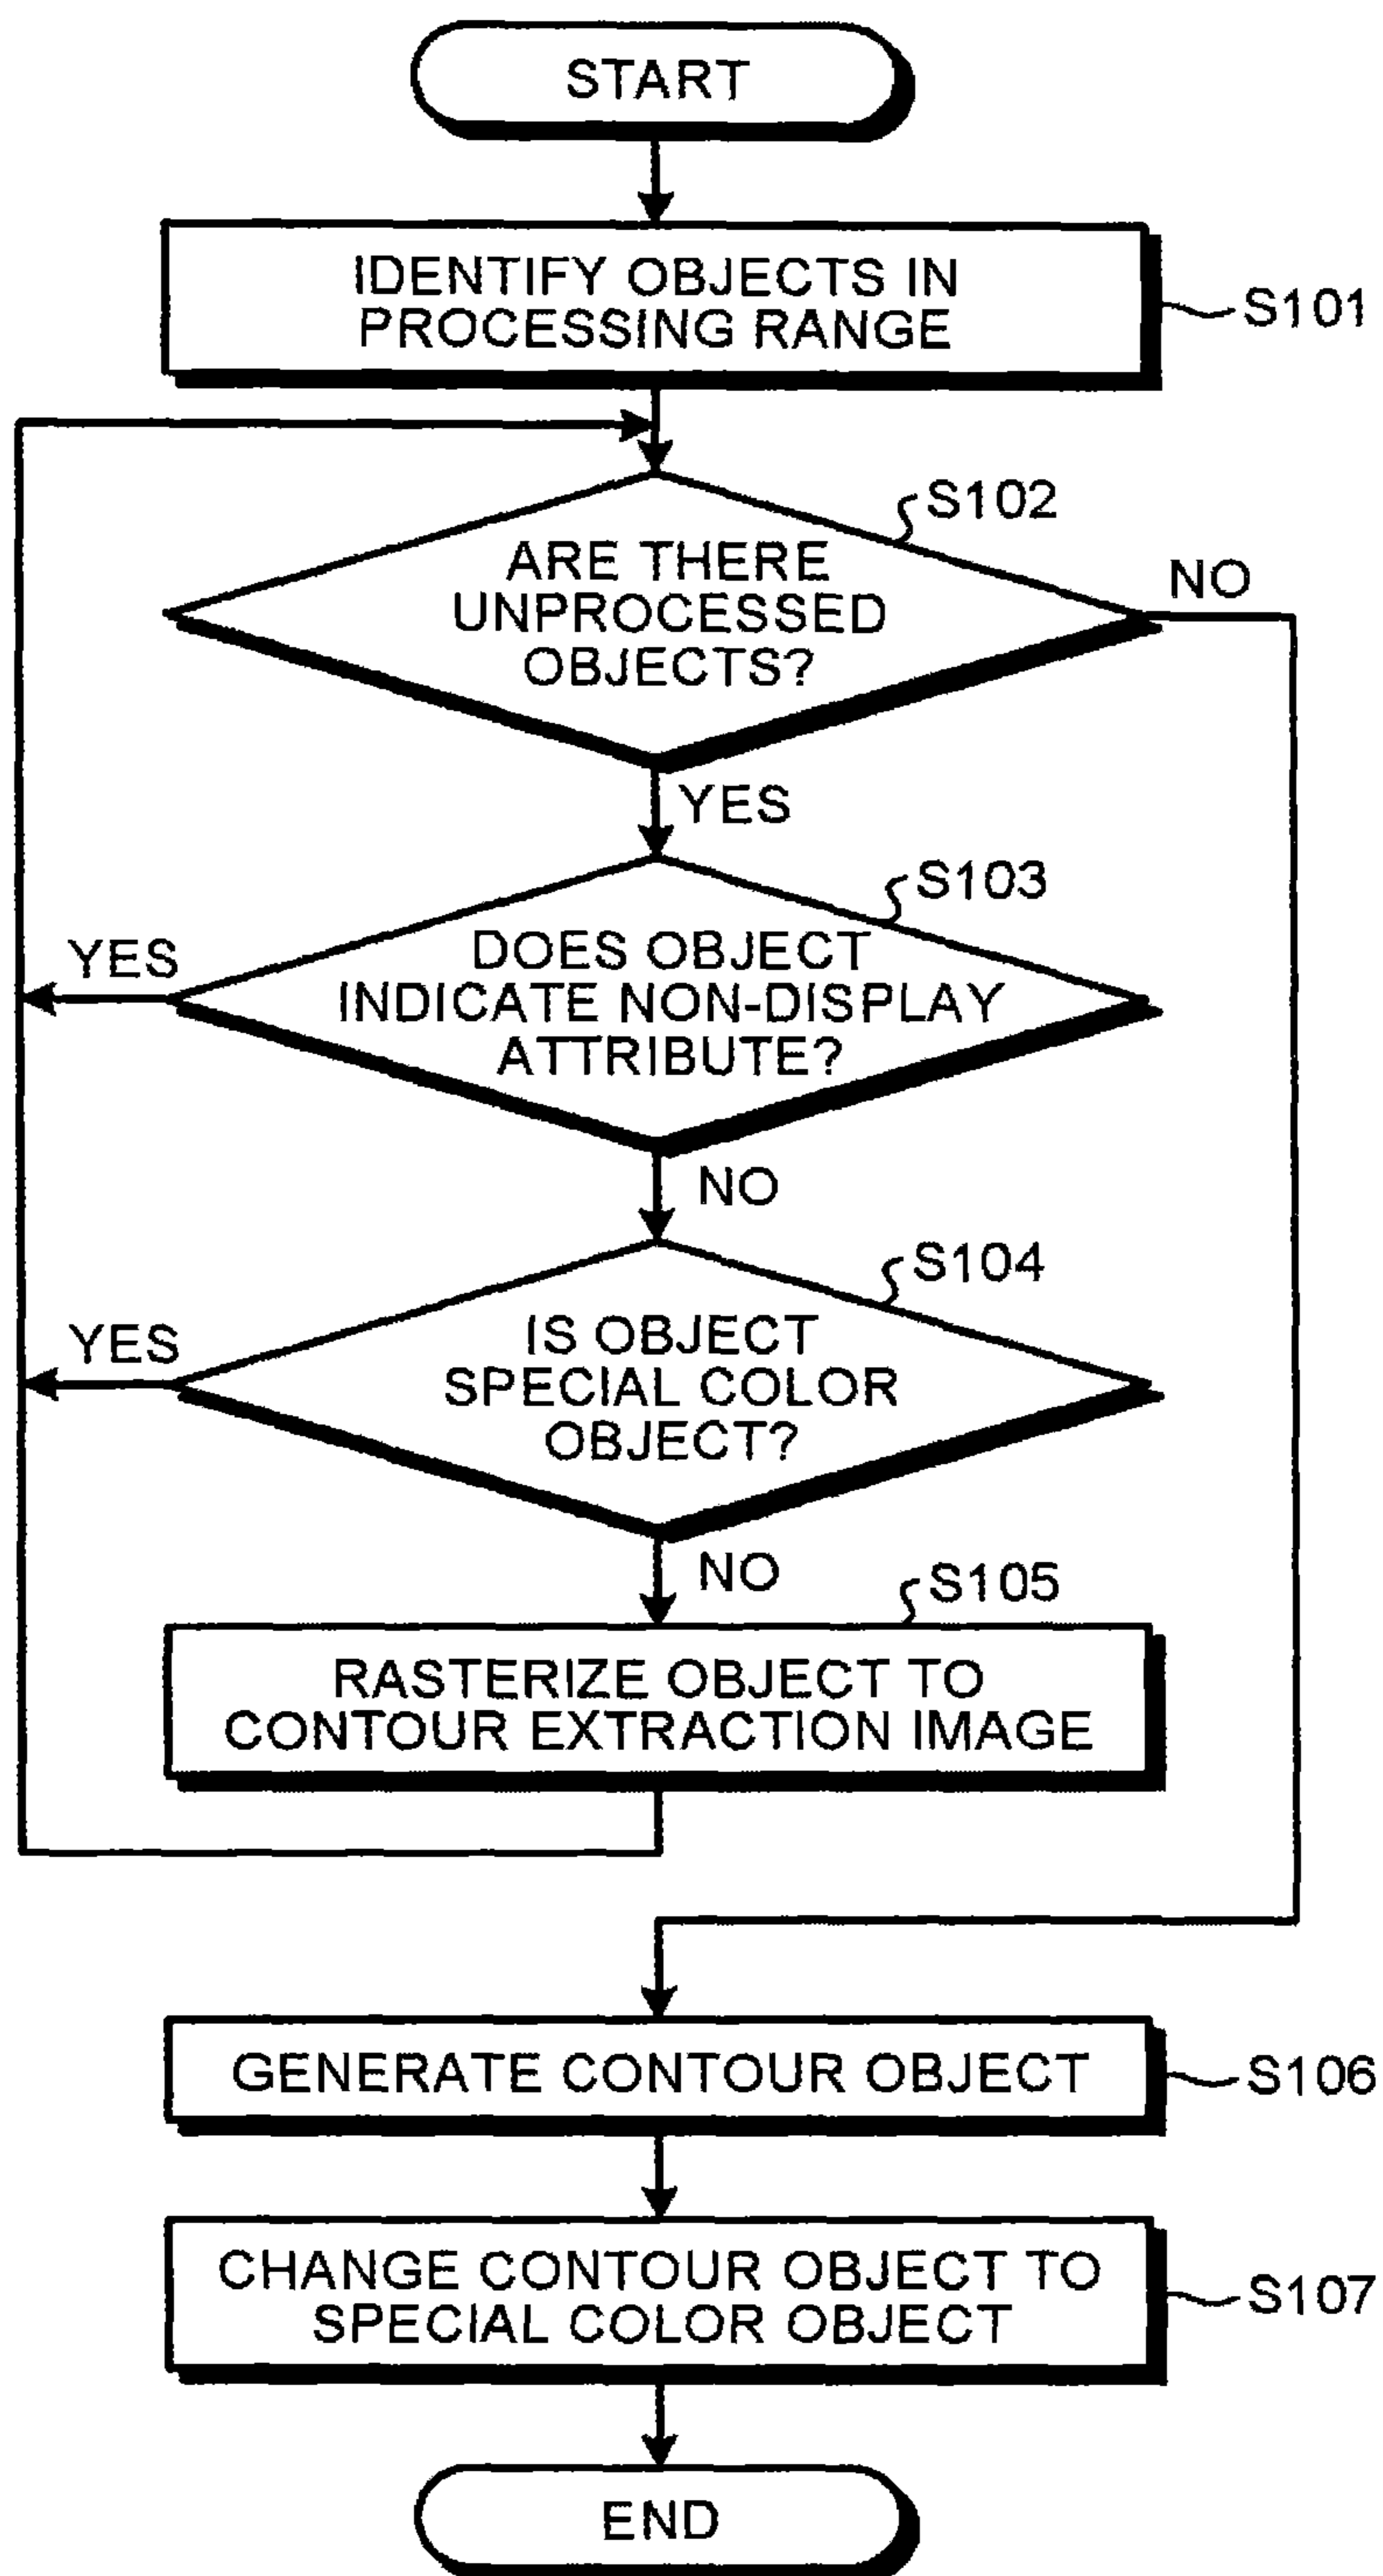 START
IDENTIFY OBJECTS IN
PROCESSING RANGE
S101
S102
ARE THERE
UNPROCESSED
OBJECTS?
NO
YES
S103
DOES OBJECT
INDICATE NON-DISPLAY
ATTRIBUTE?
YES
NO
S104
IS OBJECT
SPECIAL COLOR
OBJECT?
YES
NO
S105
RASTERIZE OBJECT TO
CONTOUR EXTRACTION IMAGE
GENERATE CONTOUR OBJECT
S106
CHANGE CONTOUR OBJECT TO
SPECIAL COLOR OBJECT
S107
END